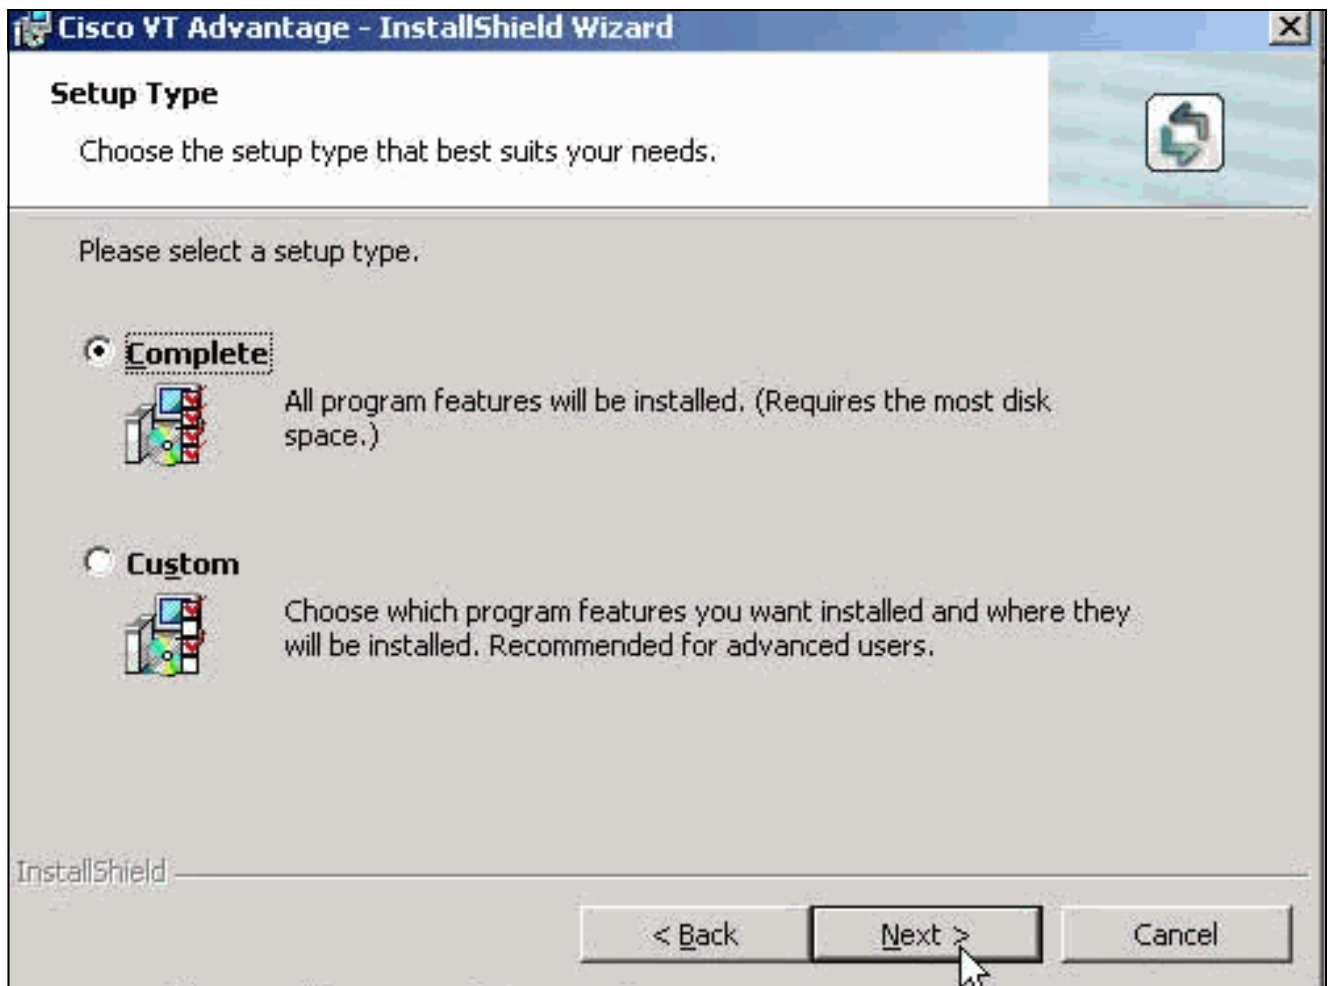 Cisco VT Advantage - InstallShield Wizard
Setup Type
Choose the setup type that best suits your needs.
Please select a setup type.
Complete
All program features will be installed. (Requires the most disk
space.)
Custom
Choose which program features you want installed and where they
will be installed. Recommended for advanced users.
InstallShield
< Back
Next >
Cancel